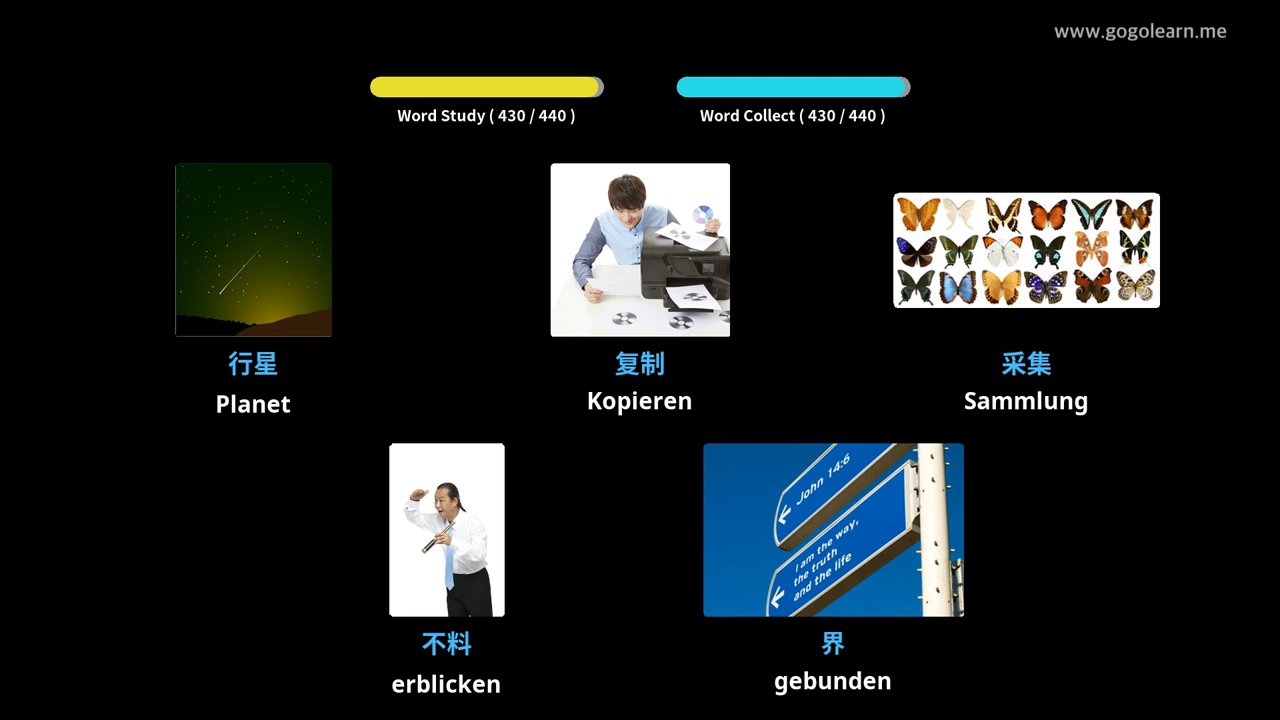 www.gogolearn.me
Word Study ( 430 / 440 )
Word Collect ( 430 / 440 )
行星
Planet
复制
Kopieren
采集
Sammlung
John 14:6
I am the way,
the truth
and the life
不料
erblicken
界
gebunden